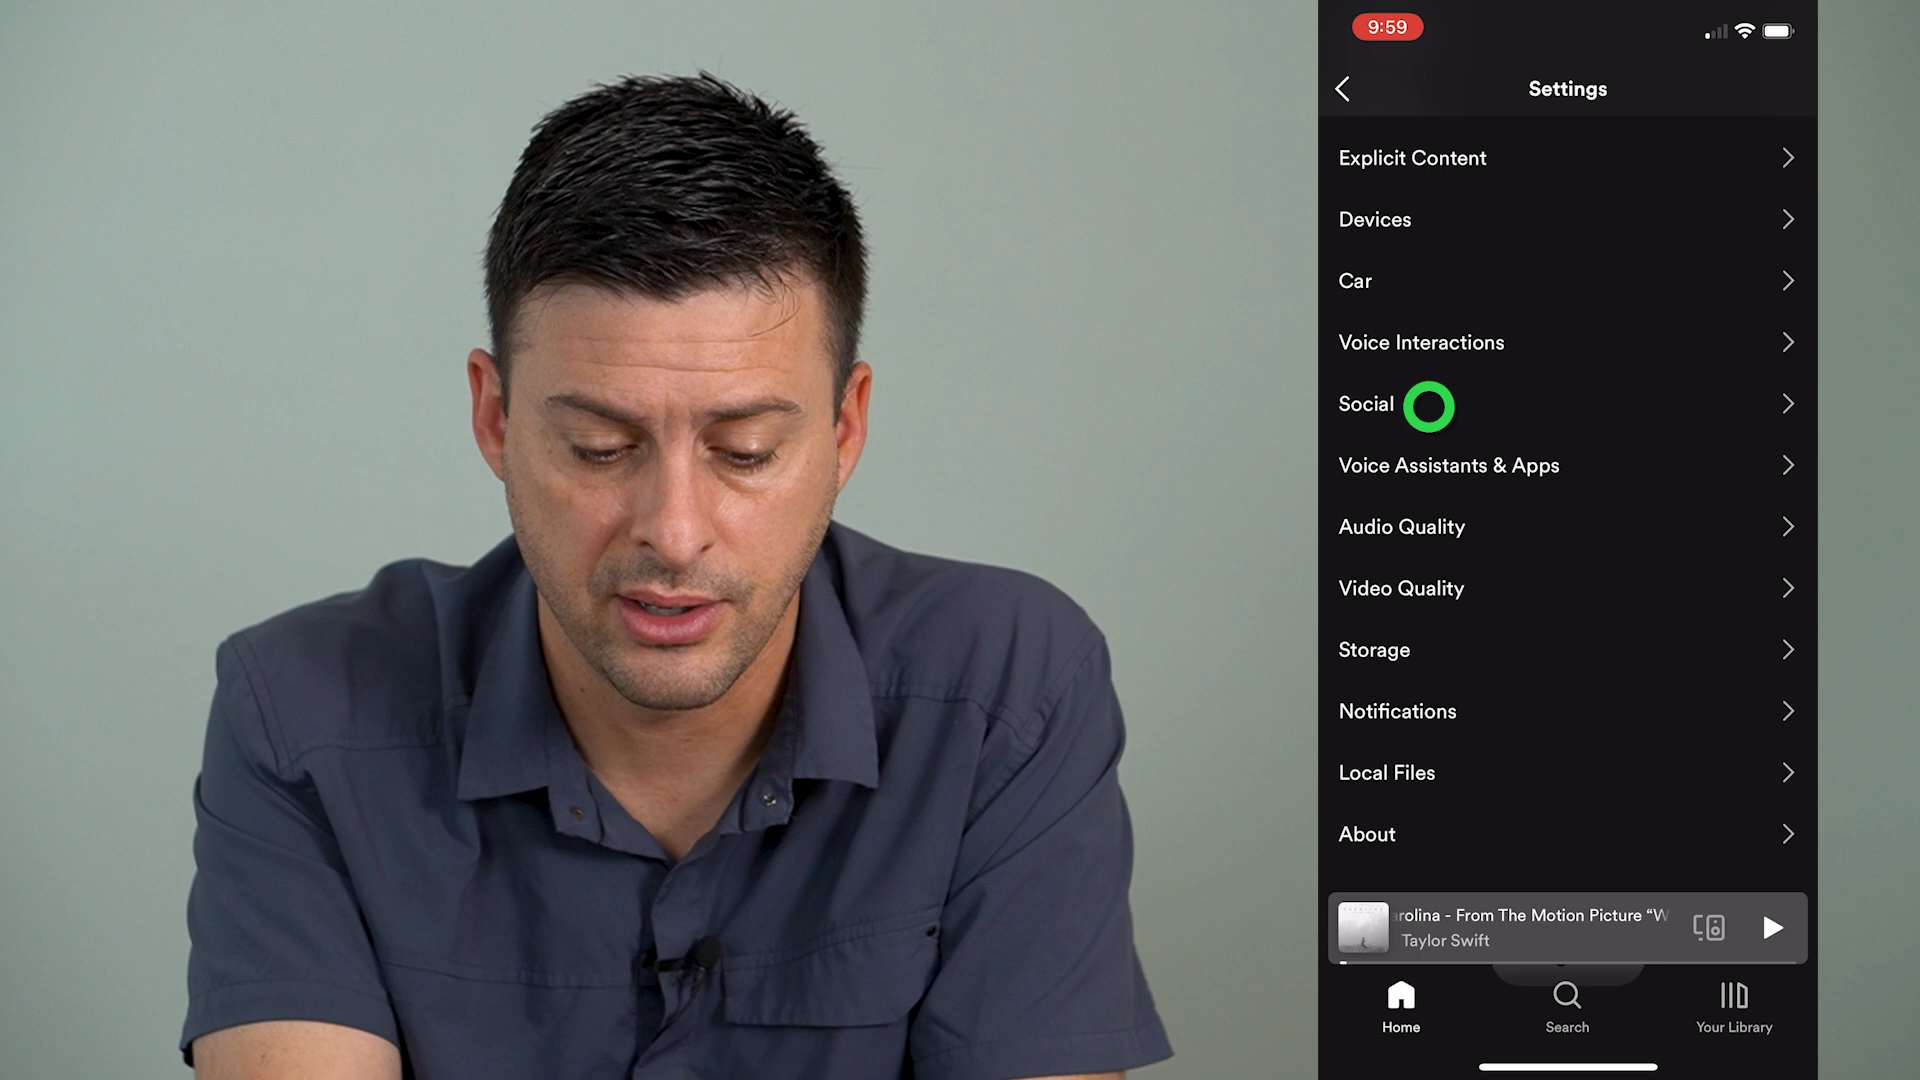 9:59
Settings
Explicit Content
Devices
Car
Voice Interactions
Social
Voice Assistants & Apps
Audio Quality
Video Quality
Storage
Notifications
Local Files
About
arolina - From The Motion Picture “W
Taylor Swift
Home
Search
Your Library